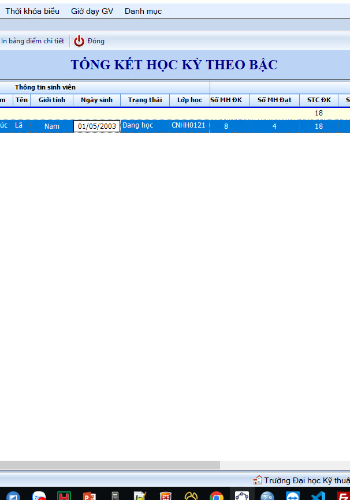 Thời khóa biểu Giờ dạy GV Danh mục
In bảng điểm chi tiết Đóng
TỔNG KẾT HỌC KỲ THEO BẬC
Thông tin sinh viên
Tên Giới tính Ngày sinh Trạng thái Lớp học Số MH ĐK Số MH Đạt STC ĐK
18
úc Lã Nam 01/05/2003 Đang học CNHH0121 8 4 18
Trường Đại học Kỹ thuậ